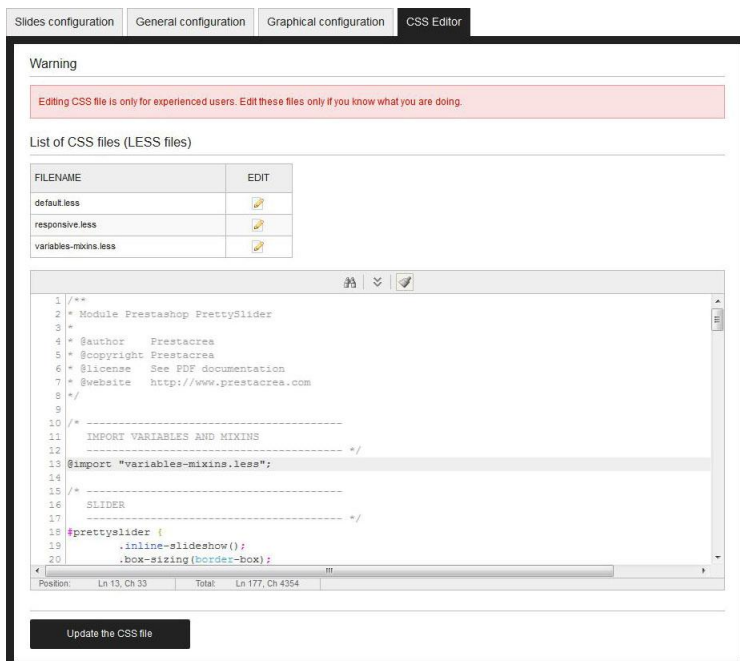 Slides configuration General configuration Graphical configuration CSS Editor
Warning
Editing CSS file is only for experienced users. Edit these files only if you know what you are doing.
List of CSS files (LESS files)
FILENAME EDIT
default.less
responsive.less
variables-mixins.less
1 /**
2 * Module Prestashop PrettySlider
3 *
4 * @author Prestacrea
5 * @copyright Prestacrea
6 * @license See PDF documentation
7 * @website http://www.prestacrea.com
8 */
9
10 /* ----------------------------------------
11 IMPORT VARIABLES AND MIXINS
12 ---------------------------------------- */
13 @import "variables-mixins.less";
14
15 /* ----------------------------------------
16 SLIDER
17 ---------------------------------------- */
18 #prettyslider {
19 .inline-slideshow();
20 .box-sizing(border-box);
Position: Ln 13, Ch 33 Total: Ln 177, Ch 4354
Update the CSS file